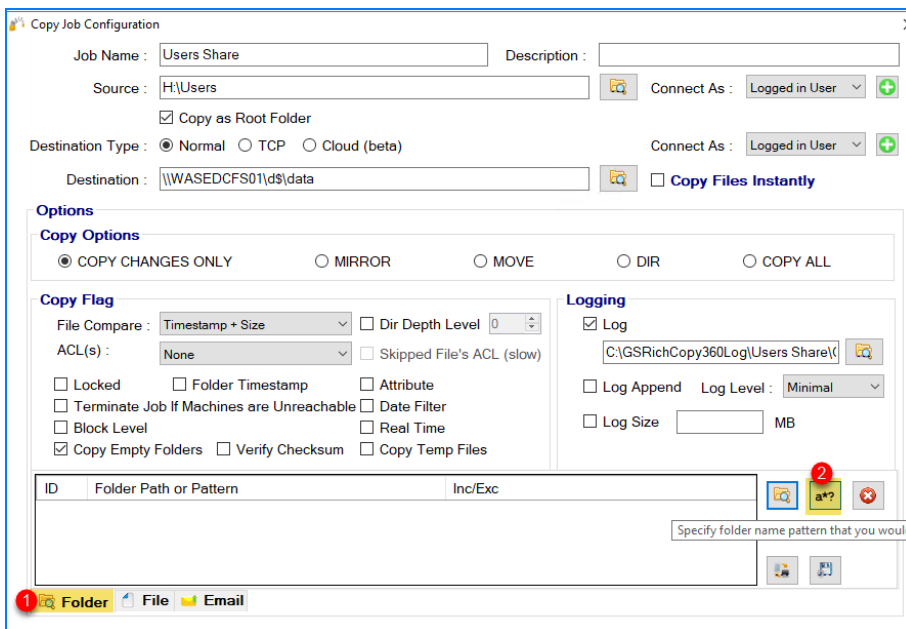 Copy Job Configuration
Job Name : Users Share Description :
Source : H:\Users Connect As : Logged in User
Copy as Root Folder
Destination Type : Normal TCP Cloud (beta) Connect As : Logged in User
Destination : \\WASEDCFS01\d$\data Copy Files Instantly
Options
Copy Options
COPY CHANGES ONLY MIRROR MOVE DIR COPY ALL
Copy Flag
File Compare : Timestamp + Size Dir Depth Level 0
ACL(s) : None Skipped File's ACL (slow)
Locked Folder Timestamp Attribute
Terminate Job If Machines are Unreachable Date Filter
Block Level Real Time
Copy Empty Folders Verify Checksum Copy Temp Files
Logging
Log
C:\GSRichCopy360Log\Users Share\
Log Append Log Level : Minimal
Log Size MB
ID Folder Path or Pattern Inc/Exc
2
a*?
Specify folder name pattern that you woul
1 Folder File Email